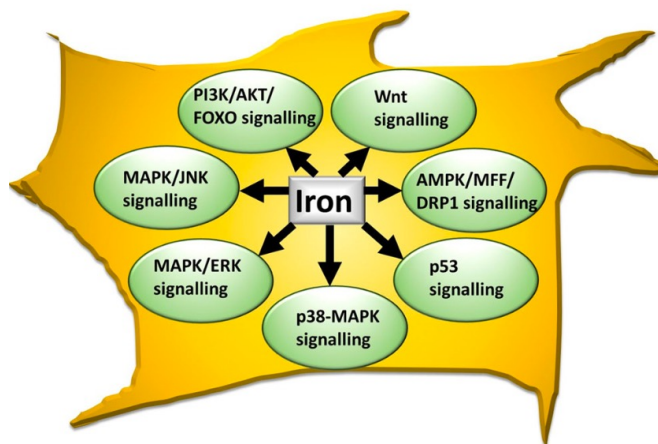 PI3K/AKT/
FOXO signalling
Wnt
signalling
MAPK/JNK
signalling
Iron
AMPK/MFF/
DRP1 signalling
MAPK/ERK
signalling
p53
signalling
p38-MAPK
signalling